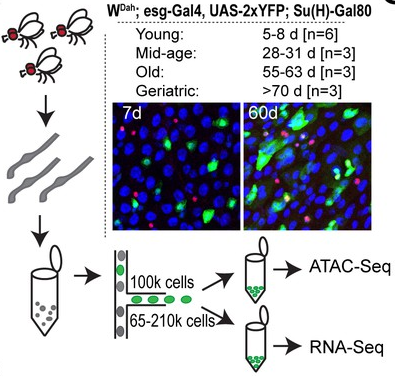 W^Dah; esg-Gal4, UAS-2xYFP; Su(H)-Gal80
Young: 5-8 d [n=6]
Mid-age: 28-31 d [n=3]
Old: 55-63 d [n=3]
Geriatric: >70 d [n=3]
7d 60d
100k cells
65-210k cells
ATAC-Seq
RNA-Seq